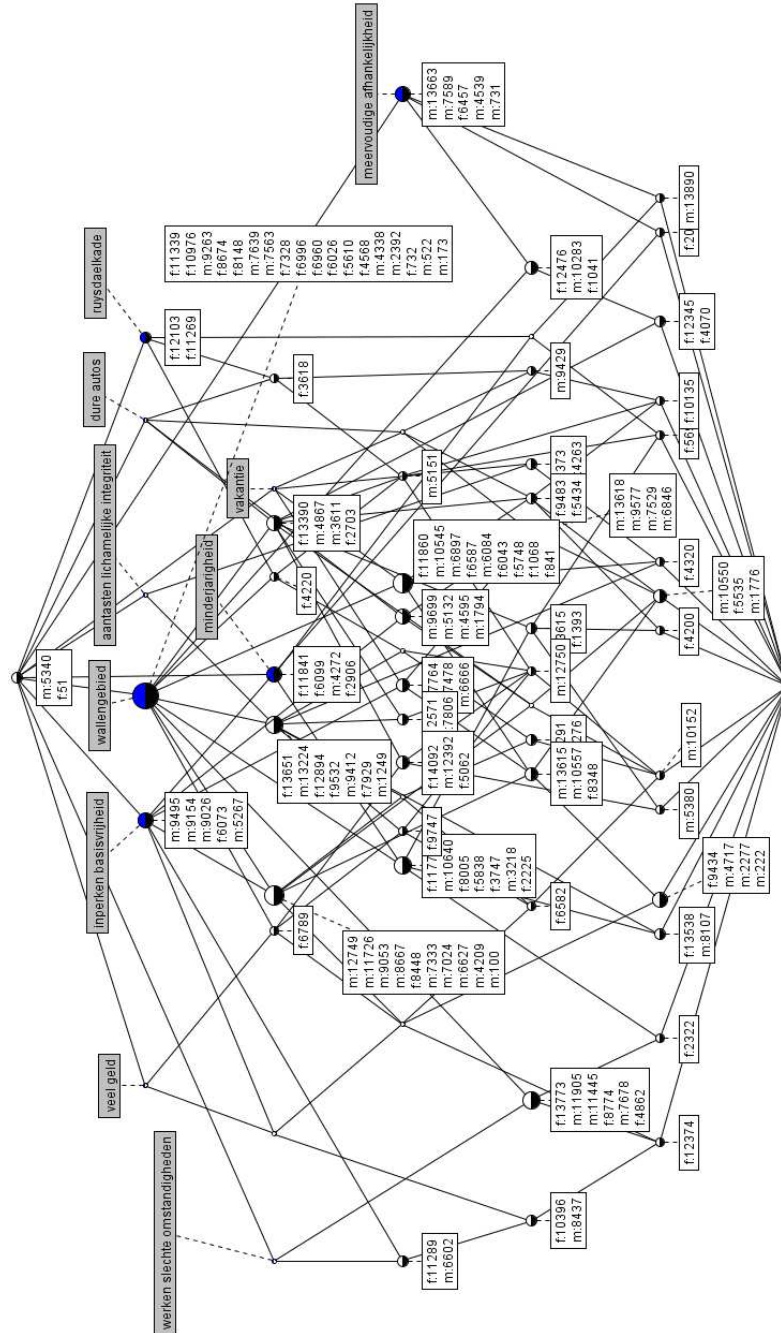 meervoudige afhankelijkheid
m:13663
m:7589
f:6457
m:4539
m:731
ruysdaelkade
f:11339
f:10976
m:9263
f:8674
f:8148
m:7639
m:7563
f:7328
f:6996
f:6960
f:6026
f:5610
f:4568
m:4338
m:2392
f:732
m:522
m:173
m:13890
f:20
f:12476
m:10283
f:1041
f:12345
f:4070
f:12103
f:11269
dure autos
f:3618
m:9429
f:10135
aantasten lichamelijke integriteit
vakantie
m:5151
f:9483
f:5434
m:13618
m:9577
m:7529
m:6846
f:13390
m:4867
m:3611
f:2703
f:11860
m:10545
m:6897
f:6587
m:6084
f:6043
f:5748
f:1068
f:841
minderjarigheid
f:4220
f:4320
m:10550
f:5535
m:1776
m:9699
m:5132
m:4595
m:1794
f:1393
f:4200
m:5340
f:51
wallengebied
f:11841
f:6099
m:4272
f:2906
m:6666
m:12750
f:13651
m:13224
f:12894
f:9532
m:9412
f:7929
m:1249
f:14092
m:12392
f:5062
m:13615
m:10557
f:8348
m:10152
m:5380
inperken basisvrijheid
m:9495
m:9154
m:9026
f:6073
m:5267
f:9747
m:10640
f:8005
f:5838
f:3747
m:3218
f:2225
f:6582
f:9434
m:4717
m:2277
m:222
f:13538
m:8107
f:6789
m:12749
m:11726
m:9053
m:8667
f:8448
m:7333
m:7024
m:6627
m:4209
m:100
veel geld
f:2322
f:13773
m:11905
m:11445
f:8774
m:7678
f:4862
f:12374
f:10396
m:8437
werken slechte omstandigheden
f:11289
m:6602